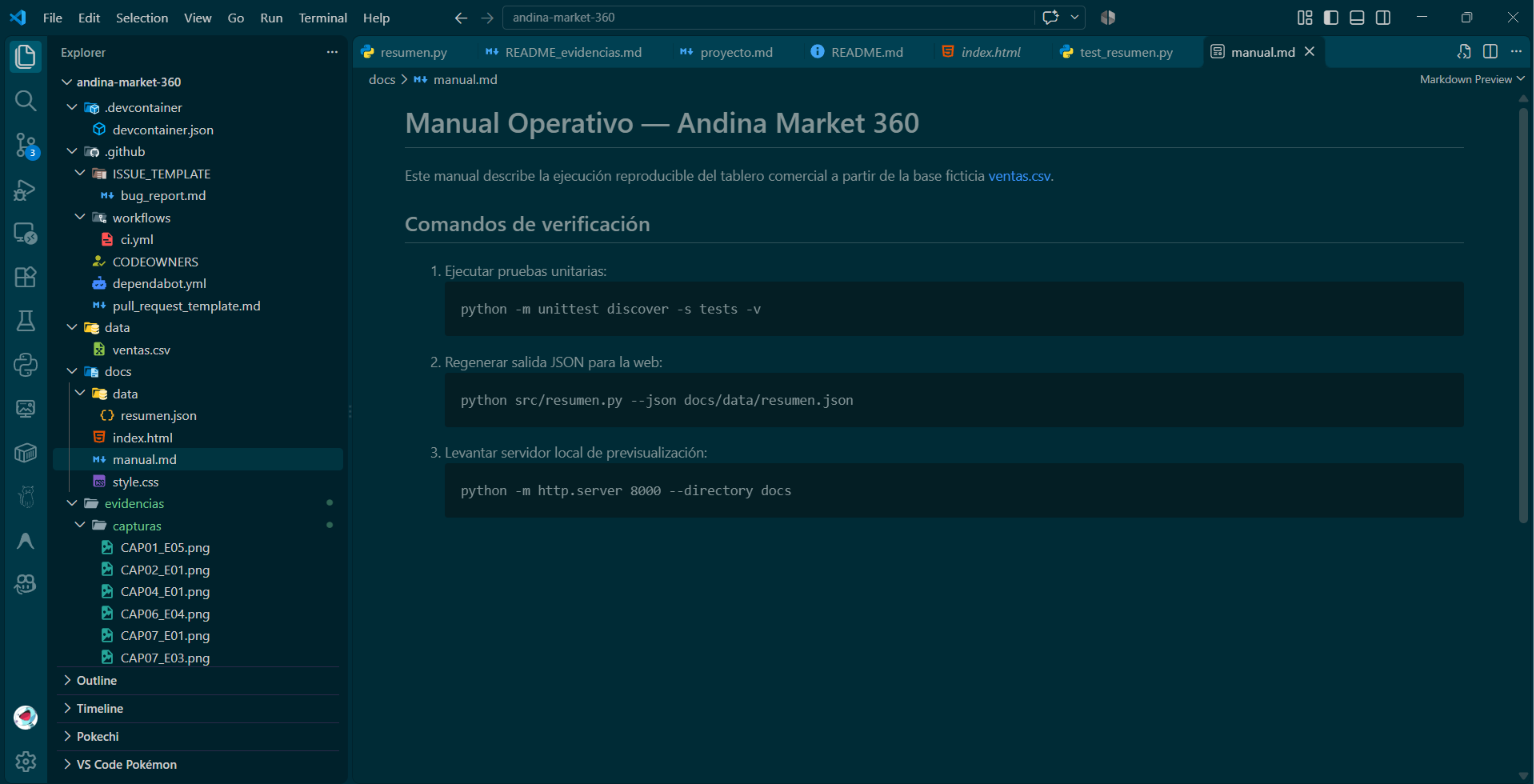 File Edit Selection View Go Run Terminal Help
andina-market-360
Explorer
andina-market-360
.devcontainer
devcontainer.json
.github
ISSUE_TEMPLATE
bug_report.md
workflows
ci.yml
CODEOWNERS
dependabot.yml
pull_request_template.md
data
ventas.csv
docs
data
resumen.json
index.html
manual.md
style.css
evidencias
capturas
CAP01_E05.png
CAP02_E01.png
CAP04_E01.png
CAP06_E04.png
CAP07_E01.png
CAP07_E03.png
Outline
Timeline
Pokechi
VS Code Pokémon
3
resumen.py README_evidencias.md proyecto.md README.md index.html test_resumen.py manual.md
docs > manual.md
Markdown Preview
Manual Operativo — Andina Market 360
Este manual describe la ejecución reproducible del tablero comercial a partir de la base ficticia ventas.csv.
Comandos de verificación
1. Ejecutar pruebas unitarias:
python -m unittest discover -s tests -v
2. Regenerar salida JSON para la web:
python src/resumen.py --json docs/data/resumen.json
3. Levantar servidor local de previsualización:
python -m http.server 8000 --directory docs